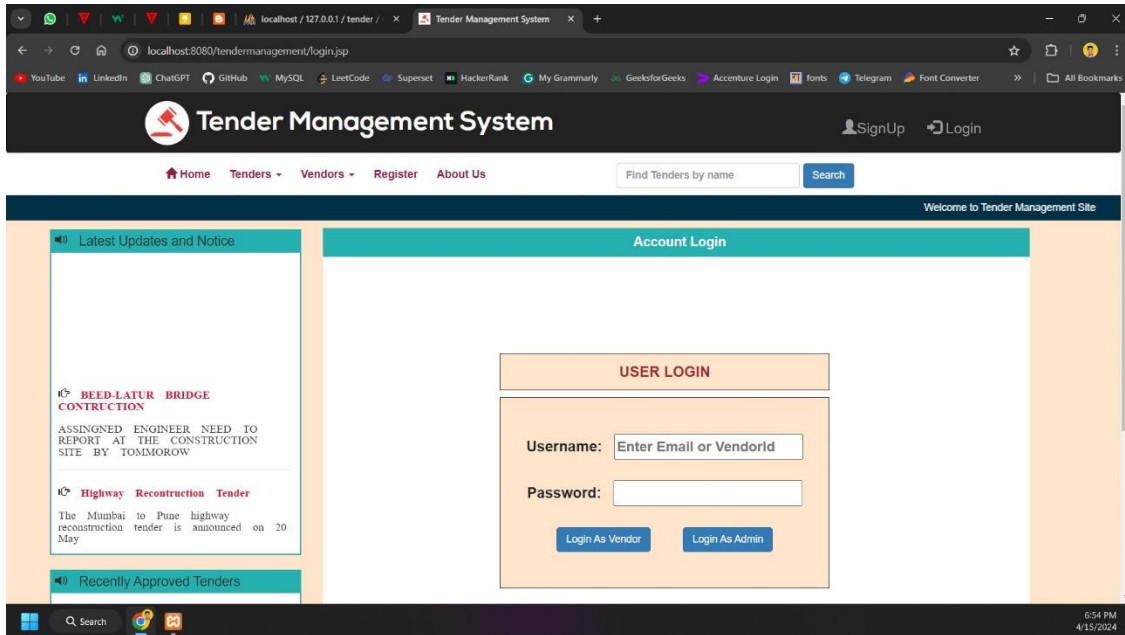 localhost / 127.0.0.1 / tender /
Tender Management System
localhost:8080/tendermanagement/login.jsp
YouTube LinkedIn ChatGPT GitHub MySQL LeetCode Superset HackerRank My Grammarly GeeksforGeeks Accenture Login fonts Telegram Font Converter » All Bookmarks
Tender Management System
SignUp Login
Home Tenders Vendors Register About Us Find Tenders by name Search
Welcome to Tender Management Site
Latest Updates and Notice
BEED-LATUR BRIDGE
CONTRUCTION
ASSINGNED ENGINEER NEED TO
REPORT AT THE CONSTRUCTION
SITE BY TOMMOROW
Highway Recontruction Tender
The Mumbai to Pune highway
reconstruction tender is announced on 20
May
Recently Approved Tenders
Account Login
USER LOGIN
Username: Enter Email or VendorId
Password:
Login As Vendor Login As Admin
Search
6:54 PM
4/15/2024